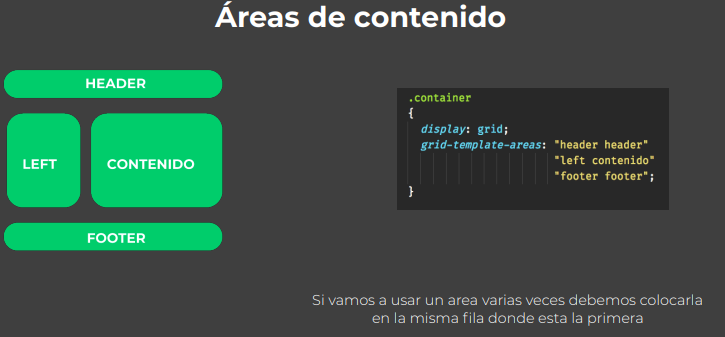 Áreas de contenido
HEADER
LEFT
CONTENIDO
FOOTER
.container
{
display: grid;
grid-template-areas: "header header"
"left contenido"
"footer footer";
}
Si vamos a usar un area varias veces debemos colocarla
en la misma fila donde esta la primera